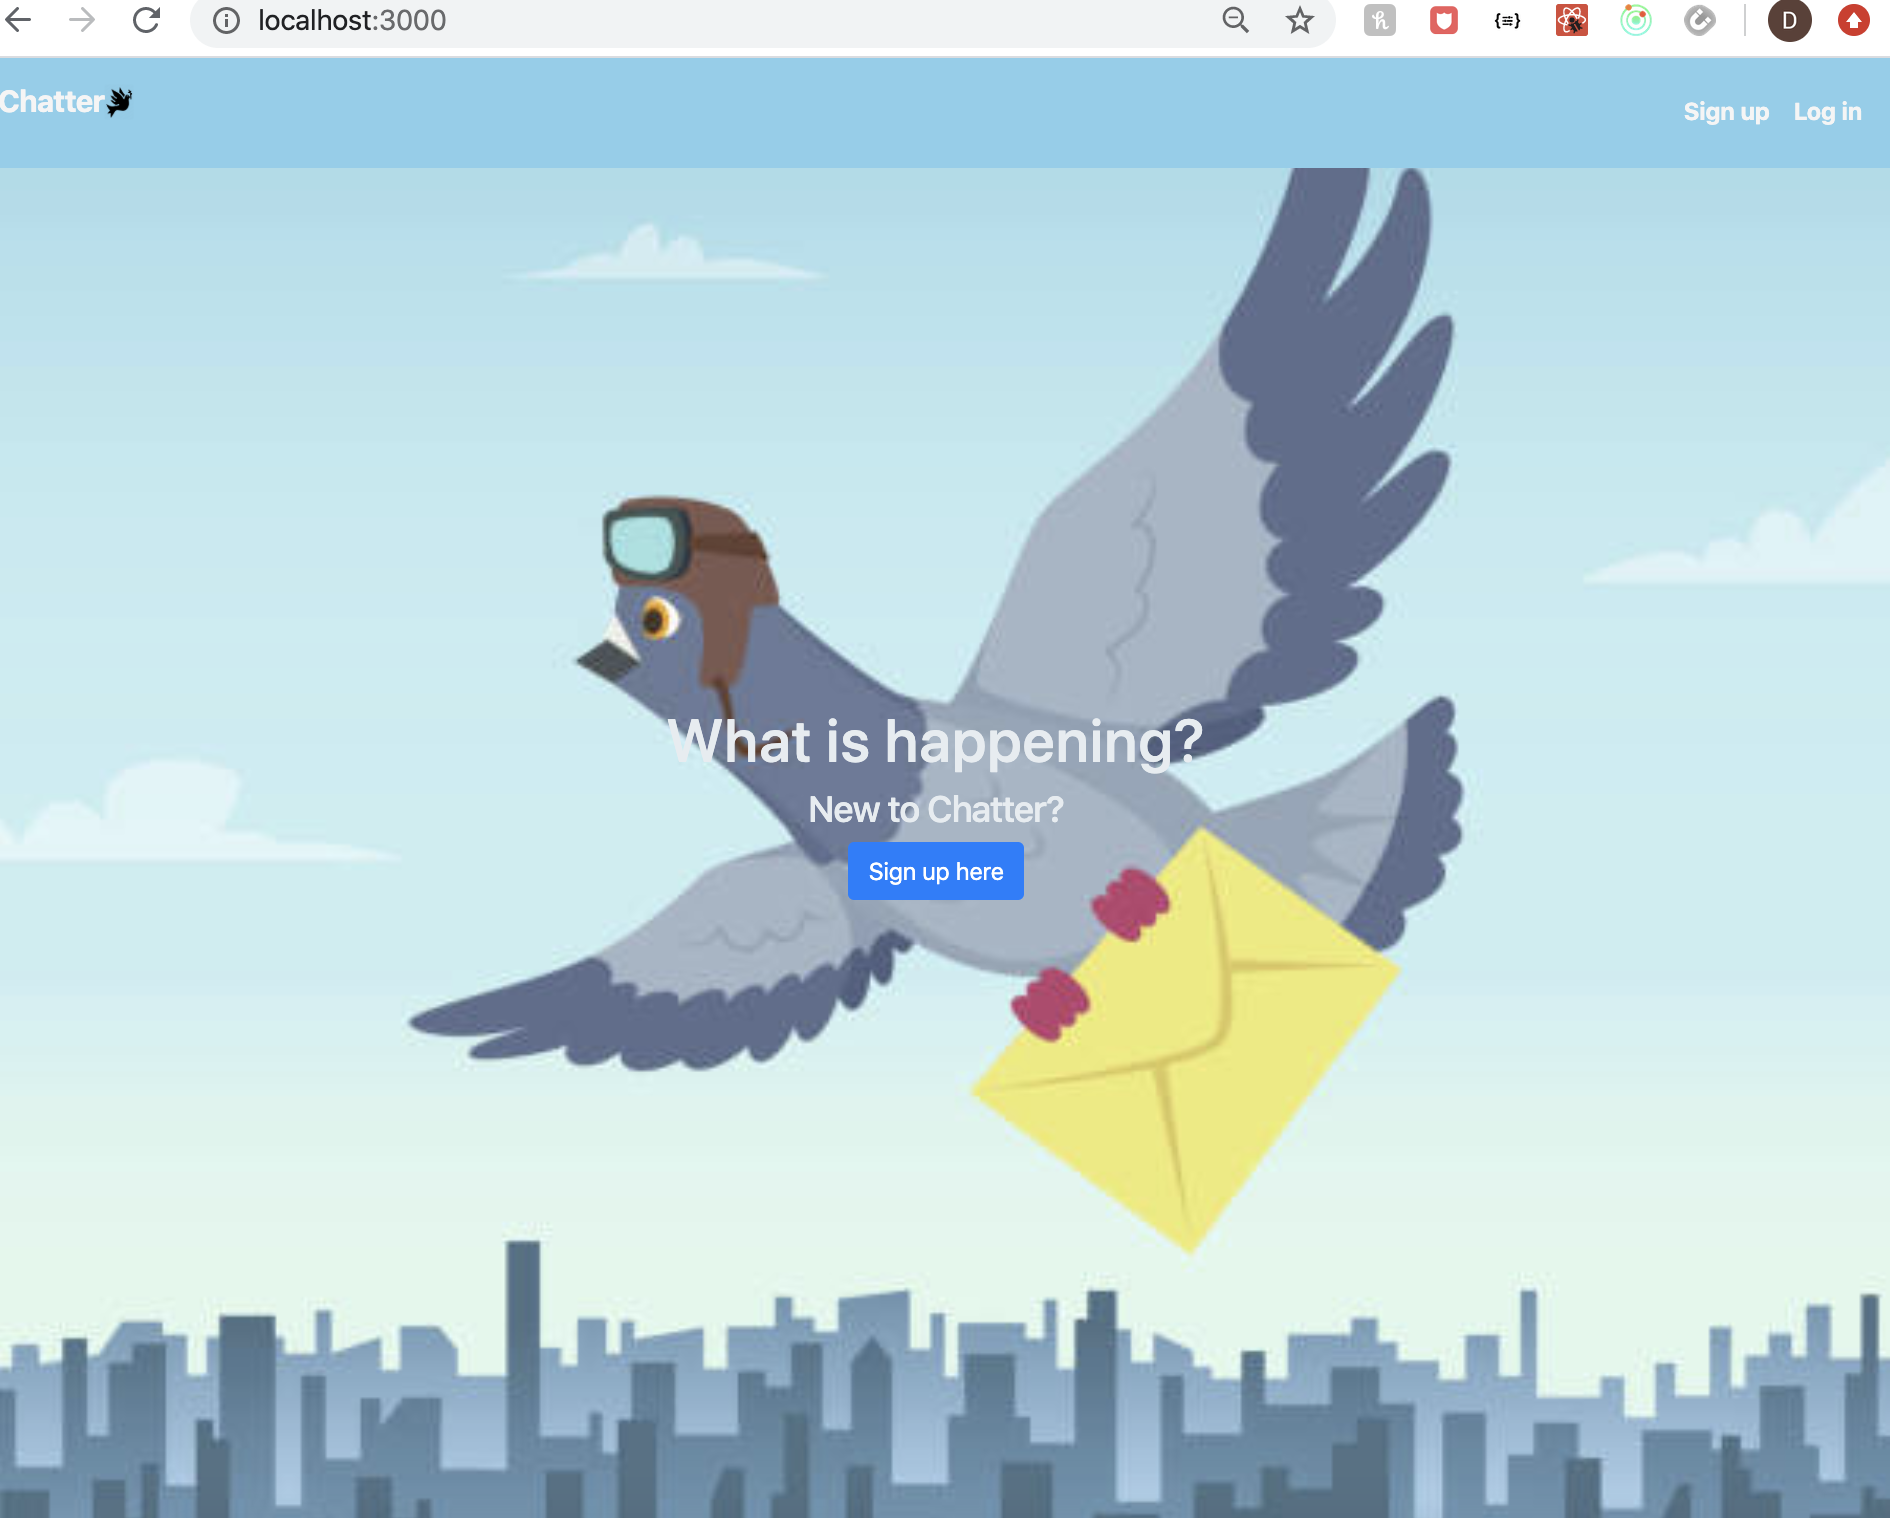 localhost:3000
D
Chatter
Sign up Log in
What is happening?
New to Chatter?
Sign up here